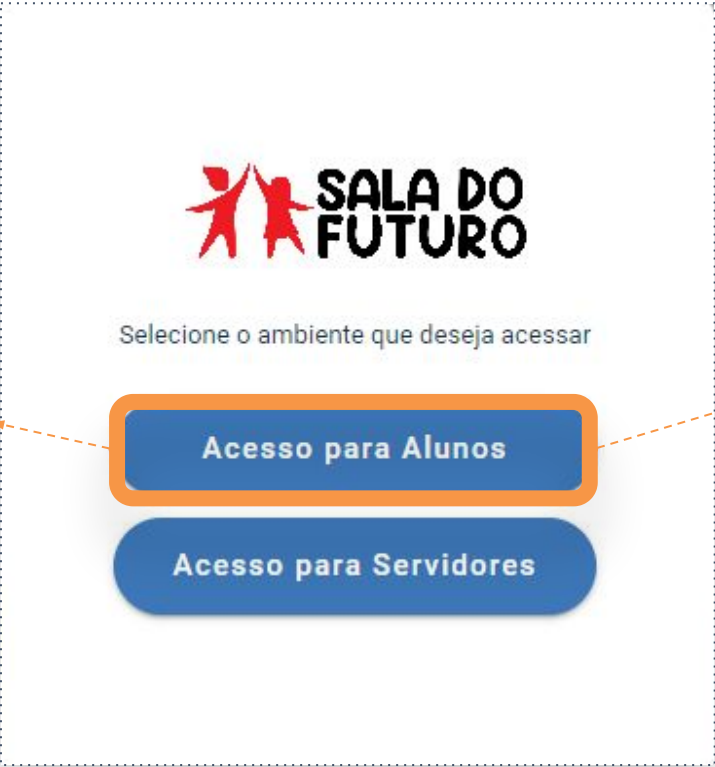 SALA DO
FUTURO
Selecione o ambiente que deseja acessar
Acesso para Alunos
Acesso para Servidores